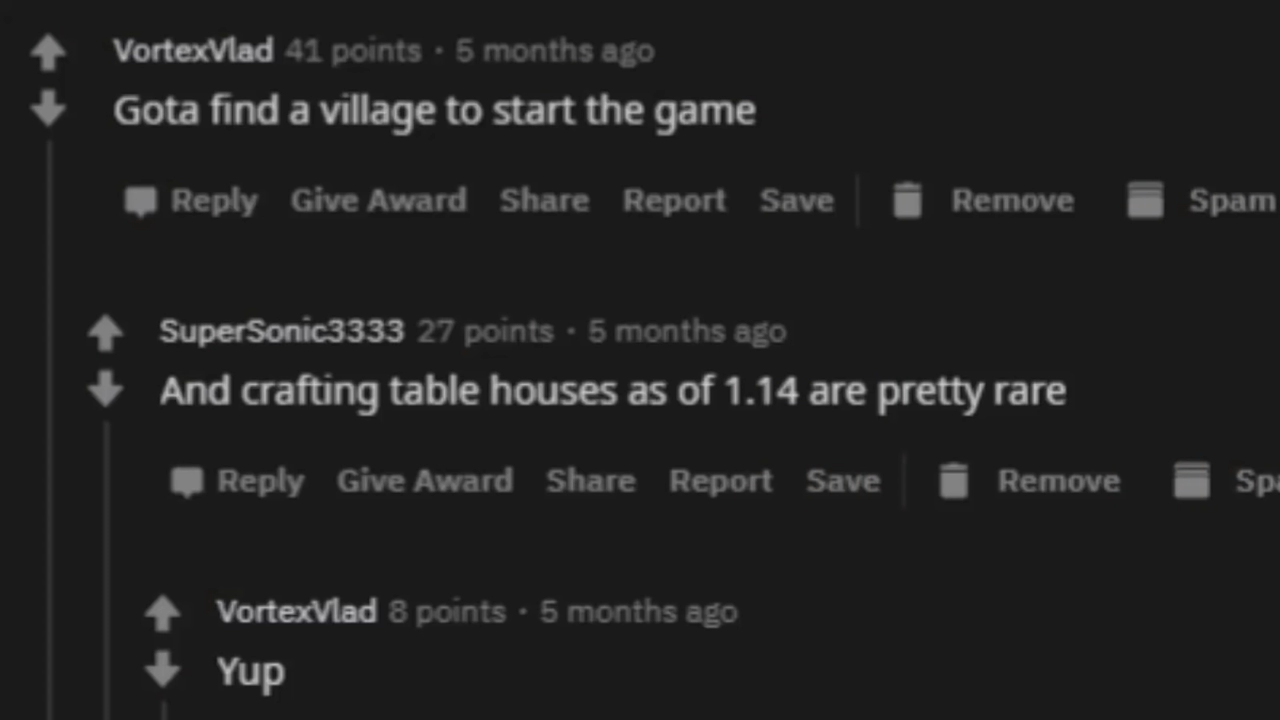 VortexVlad 41 points · 5 months ago
Gota find a village to start the game
Reply Give Award Share Report Save Remove Spam
SuperSonic3333 27 points · 5 months ago
And crafting table houses as of 1.14 are pretty rare
Reply Give Award Share Report Save Remove Spa
VortexVlad 8 points · 5 months ago
Yup